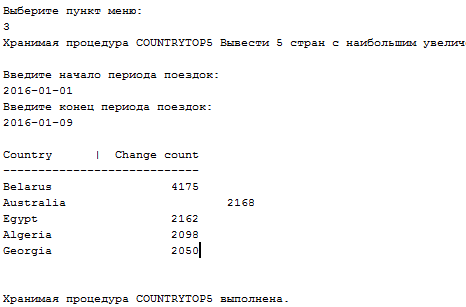 Выберите пункт меню:
3
Хранимая процедура COUNTRYTOP5 Вывести 5 стран с наибольшим увелич
Введите начало периода поездок:
2016-01-01
Введите конец периода поездок:
2016-01-09
Country | Change count
----------------------------
Belarus 4175
Australia 2168
Egypt 2162
Algeria 2098
Georgia 2050
Хранимая процедура COUNTRYTOP5 выполнена.